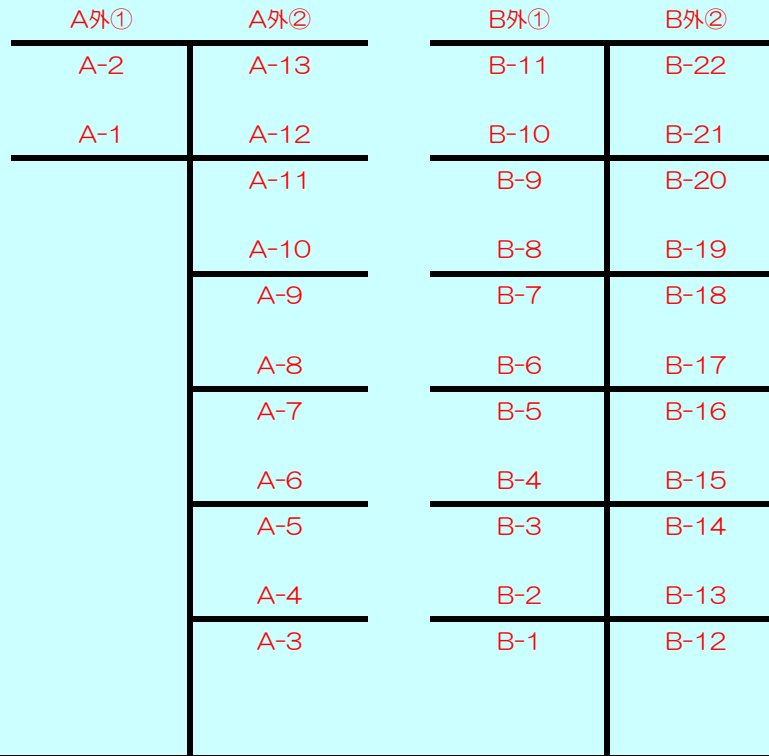 A外① A外② B外① B外②
A-2 A-13 B-11 B-22
A-1 A-12 B-10 B-21
A-11 B-9 B-20
A-10 B-8 B-19
A-9 B-7 B-18
A-8 B-6 B-17
A-7 B-5 B-16
A-6 B-4 B-15
A-5 B-3 B-14
A-4 B-2 B-13
A-3 B-1 B-12